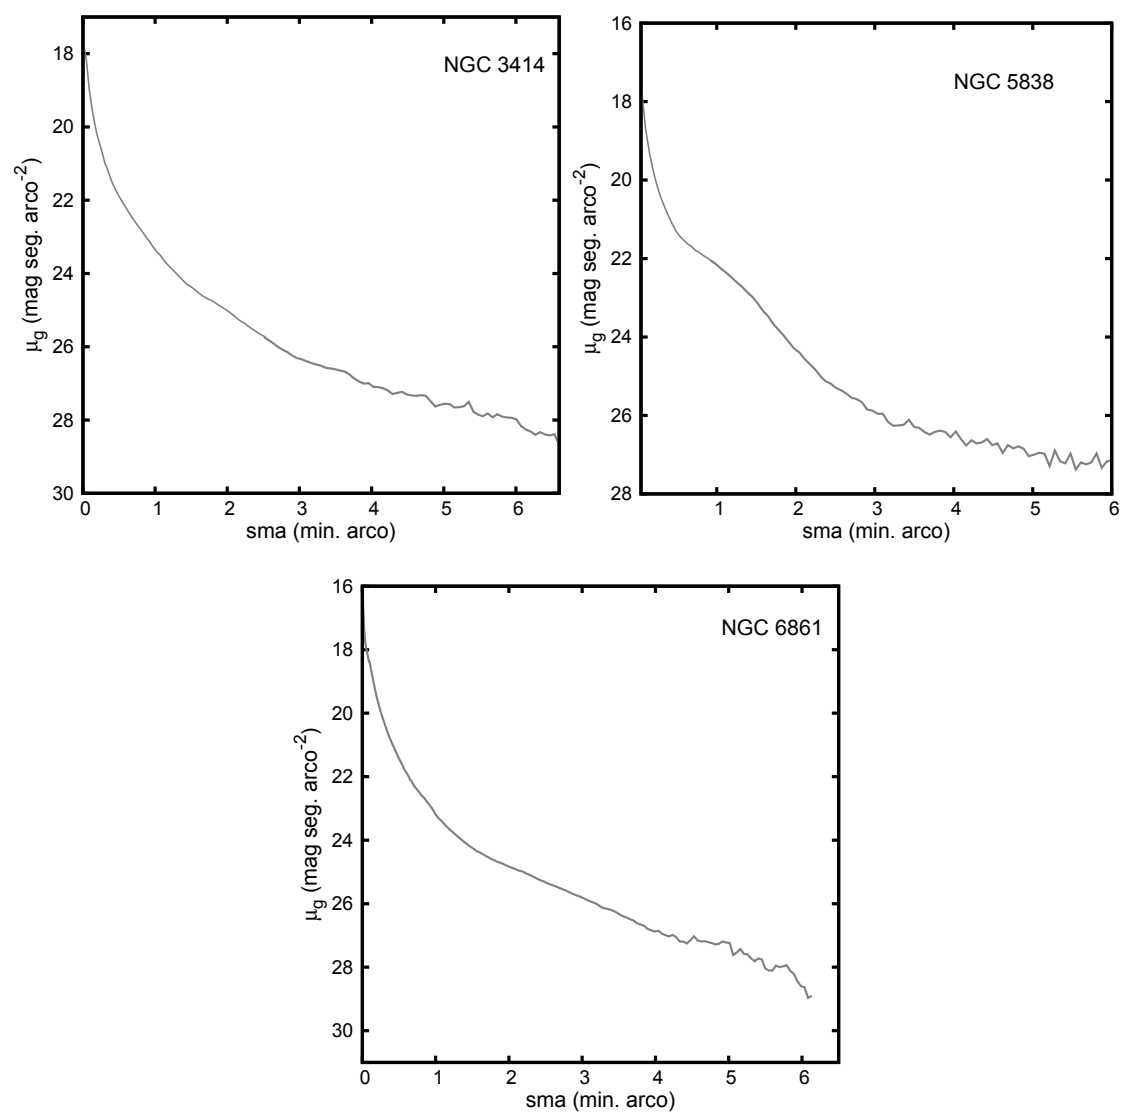 NGC 3414
18
20
22
24
26
28
30
0 1 2 3 4 5 6
sma (min. arco)
μg (mag seg. arco-2)
NGC 5838
16
18
20
22
24
26
28
1 2 3 4 5 6
sma (min. arco)
μg (mag seg. arco-2)
NGC 6861
16
18
20
22
24
26
28
30
0 1 2 3 4 5 6
sma (min. arco)
μg (mag seg. arco-2)